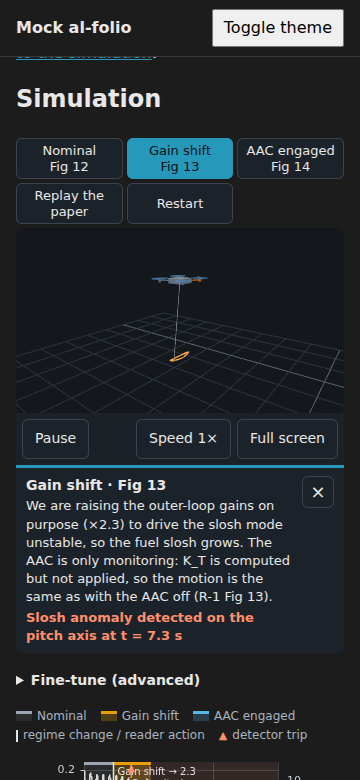 Mock al-folio
Toggle theme
Simulation
Nominal
Fig 12
Gain shift
Fig 13
AAC engaged
Fig 14
Replay the
paper
Restart
Pause
Speed 1×
Full screen
Gain shift · Fig 13
×
We are raising the outer-loop gains on
purpose (×2.3) to drive the slosh mode
unstable, so the fuel slosh grows. The
AAC is only monitoring: K_T is computed
but not applied, so the motion is the
same as with the AAC off (R-1 Fig 13).
Slosh anomaly detected on the
pitch axis at t = 7.3 s
▶ Fine-tune (advanced)
Nominal
Gain shift
AAC engaged
regime change / reader action
detector trip
0.2
Gain shift → 2.3
10